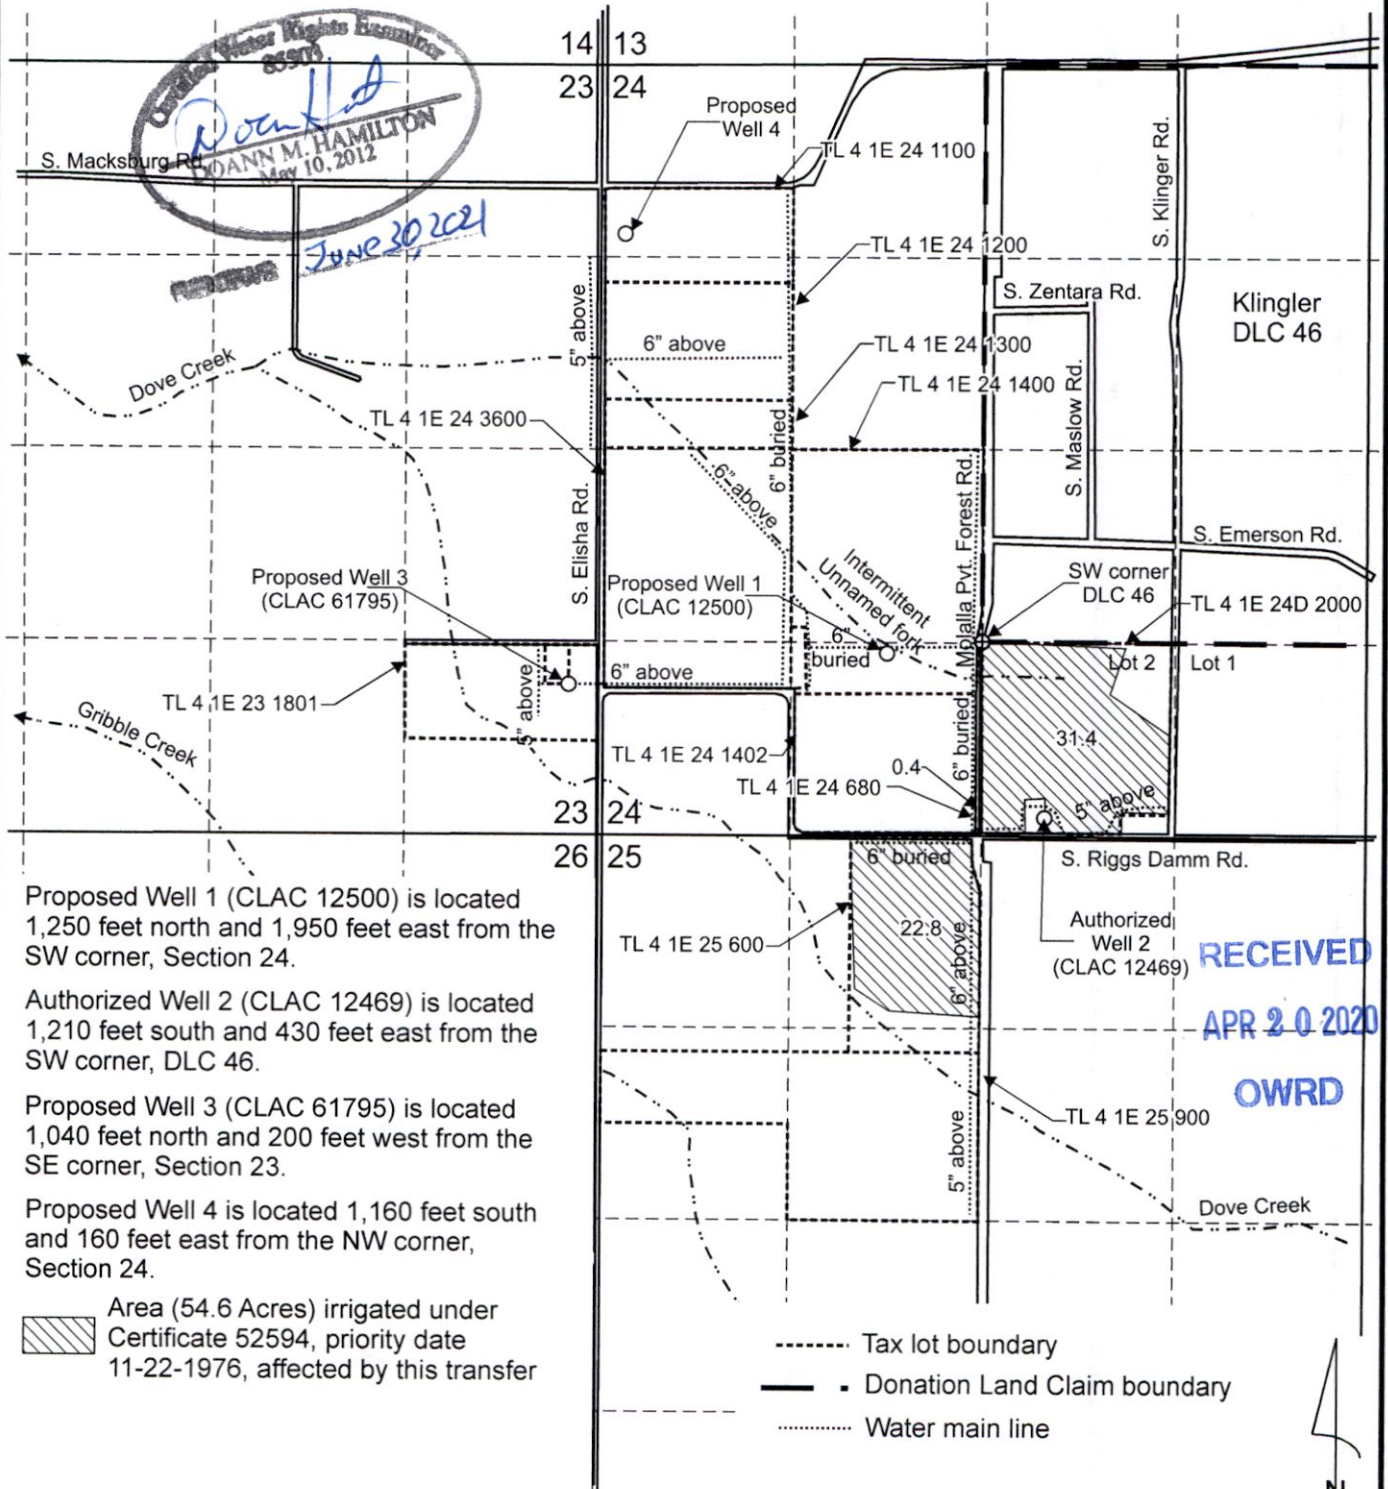 14 13
23 24
Certified Water Rights Examiner
DOANN M. HAMILTON
May 10, 2012
June 30, 2021
S. Macksburg Rd.
Proposed
Well 4
TL 4 1E 24 1100
S. Klinger Rd.
TL 4 1E 24 1200
S. Zentara Rd.
Klingler
DLC 46
5" above
6" above
TL 4 1E 24 1300
TL 4 1E 24 1400
Dove Creek
TL 4 1E 24 3600
6" buried
6" above
S. Maslow Rd.
Molalla Pvt. Forest Rd.
S. Elisha Rd.
S. Emerson Rd.
Proposed Well 3
(CLAC 61795)
Proposed Well 1
(CLAC 12500)
Intermittent
Unnamed fork
SW corner
DLC 46
TL 4 1E 24D 2000
6"
buried
Lot 2 Lot 1
6" above
5" above
TL 4 1E 23 1801
Gribble Creek
TL 4 1E 24 1402
6" buried
31.4
0.4
TL 4 1E 24 680
5" above
23 24
26 25
6" buried
S. Riggs Damm Rd.
22.8
6" above
TL 4 1E 25 600
Authorized
Well 2
(CLAC 12469)
RECEIVED
APR 20 2020
OWRD
TL 4 1E 25 900
5" above
Dove Creek
Proposed Well 1 (CLAC 12500) is located
1,250 feet north and 1,950 feet east from the
SW corner, Section 24.
Authorized Well 2 (CLAC 12469) is located
1,210 feet south and 430 feet east from the
SW corner, DLC 46.
Proposed Well 3 (CLAC 61795) is located
1,040 feet north and 200 feet west from the
SE corner, Section 23.
Proposed Well 4 is located 1,160 feet south
and 160 feet east from the NW corner,
Section 24.
Area (54.6 Acres) irrigated under
Certificate 52594, priority date
11-22-1976, affected by this transfer
Tax lot boundary
Donation Land Claim boundary
Water main line
N